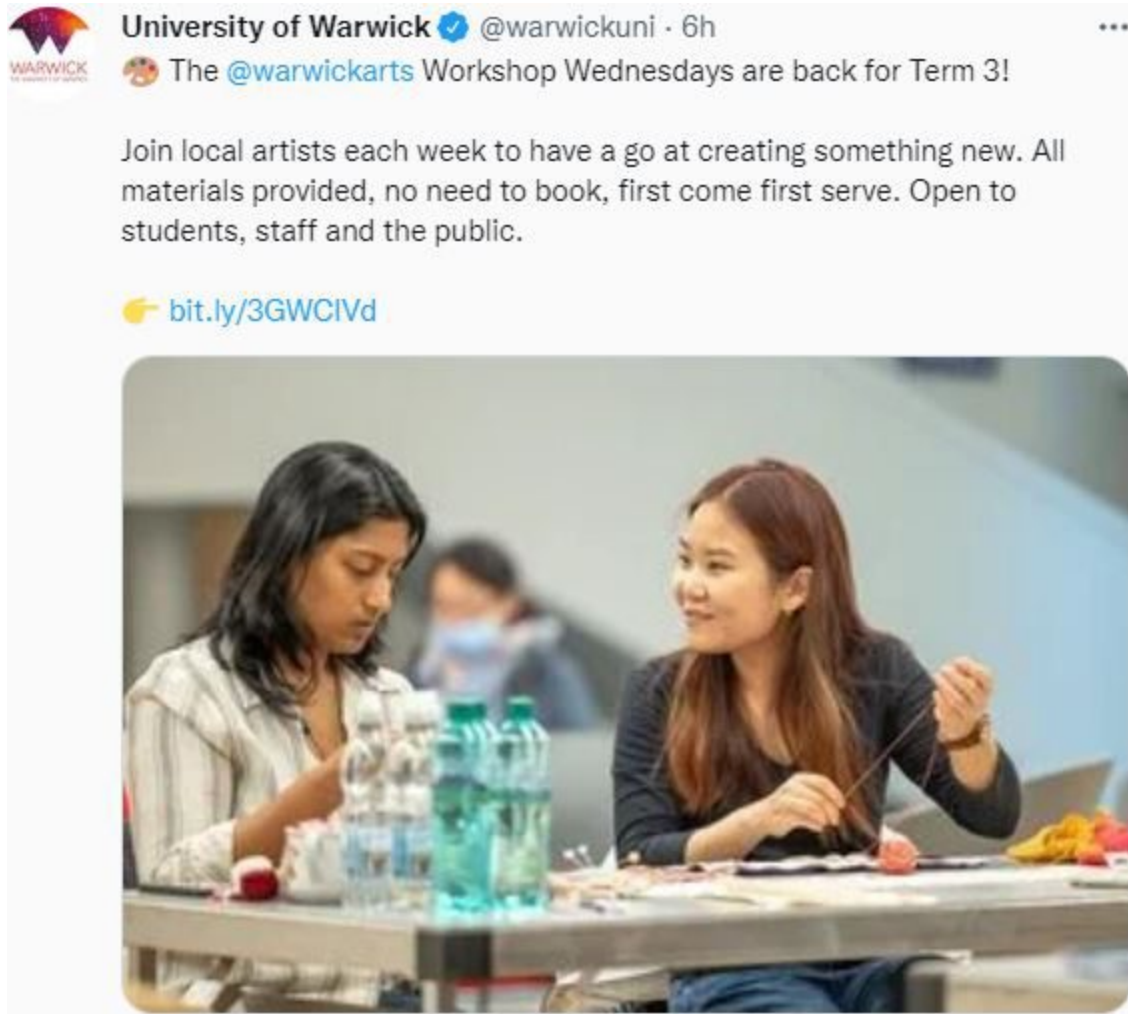 University of Warwick @warwickuni · 6h
WARWICK
🎨 The @warwickarts Workshop Wednesdays are back for Term 3!
Join local artists each week to have a go at creating something new. All
materials provided, no need to book, first come first serve. Open to
students, staff and the public.
👉 bit.ly/3GWClVd